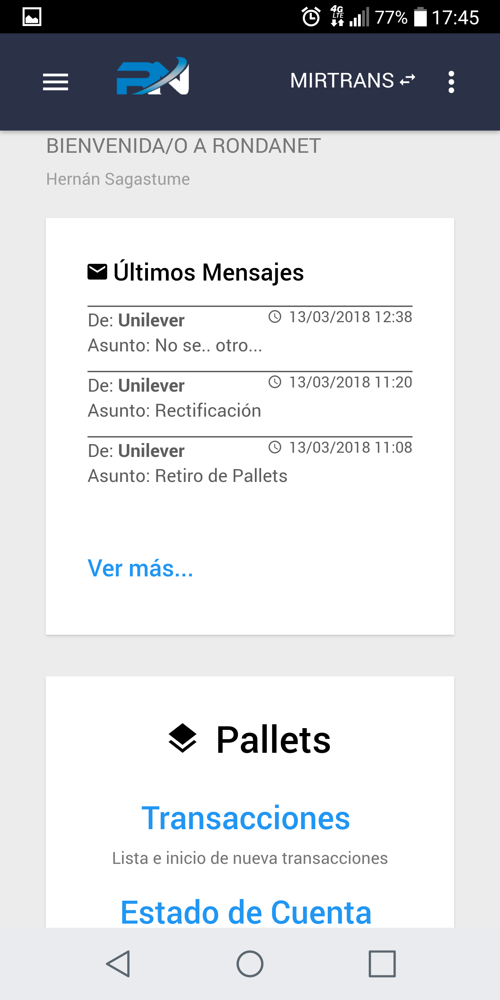 4G LTE 77% 17:45
RN MIRTRANS
BIENVENIDA/O A RONDANET
Hernán Sagastume
Últimos Mensajes
De: Unilever 13/03/2018 12:38
Asunto: No se.. otro...
De: Unilever 13/03/2018 11:20
Asunto: Rectificación
De: Unilever 13/03/2018 11:08
Asunto: Retiro de Pallets
Ver más...
Pallets
Transacciones
Lista e inicio de nueva transacciones
Estado de Cuenta